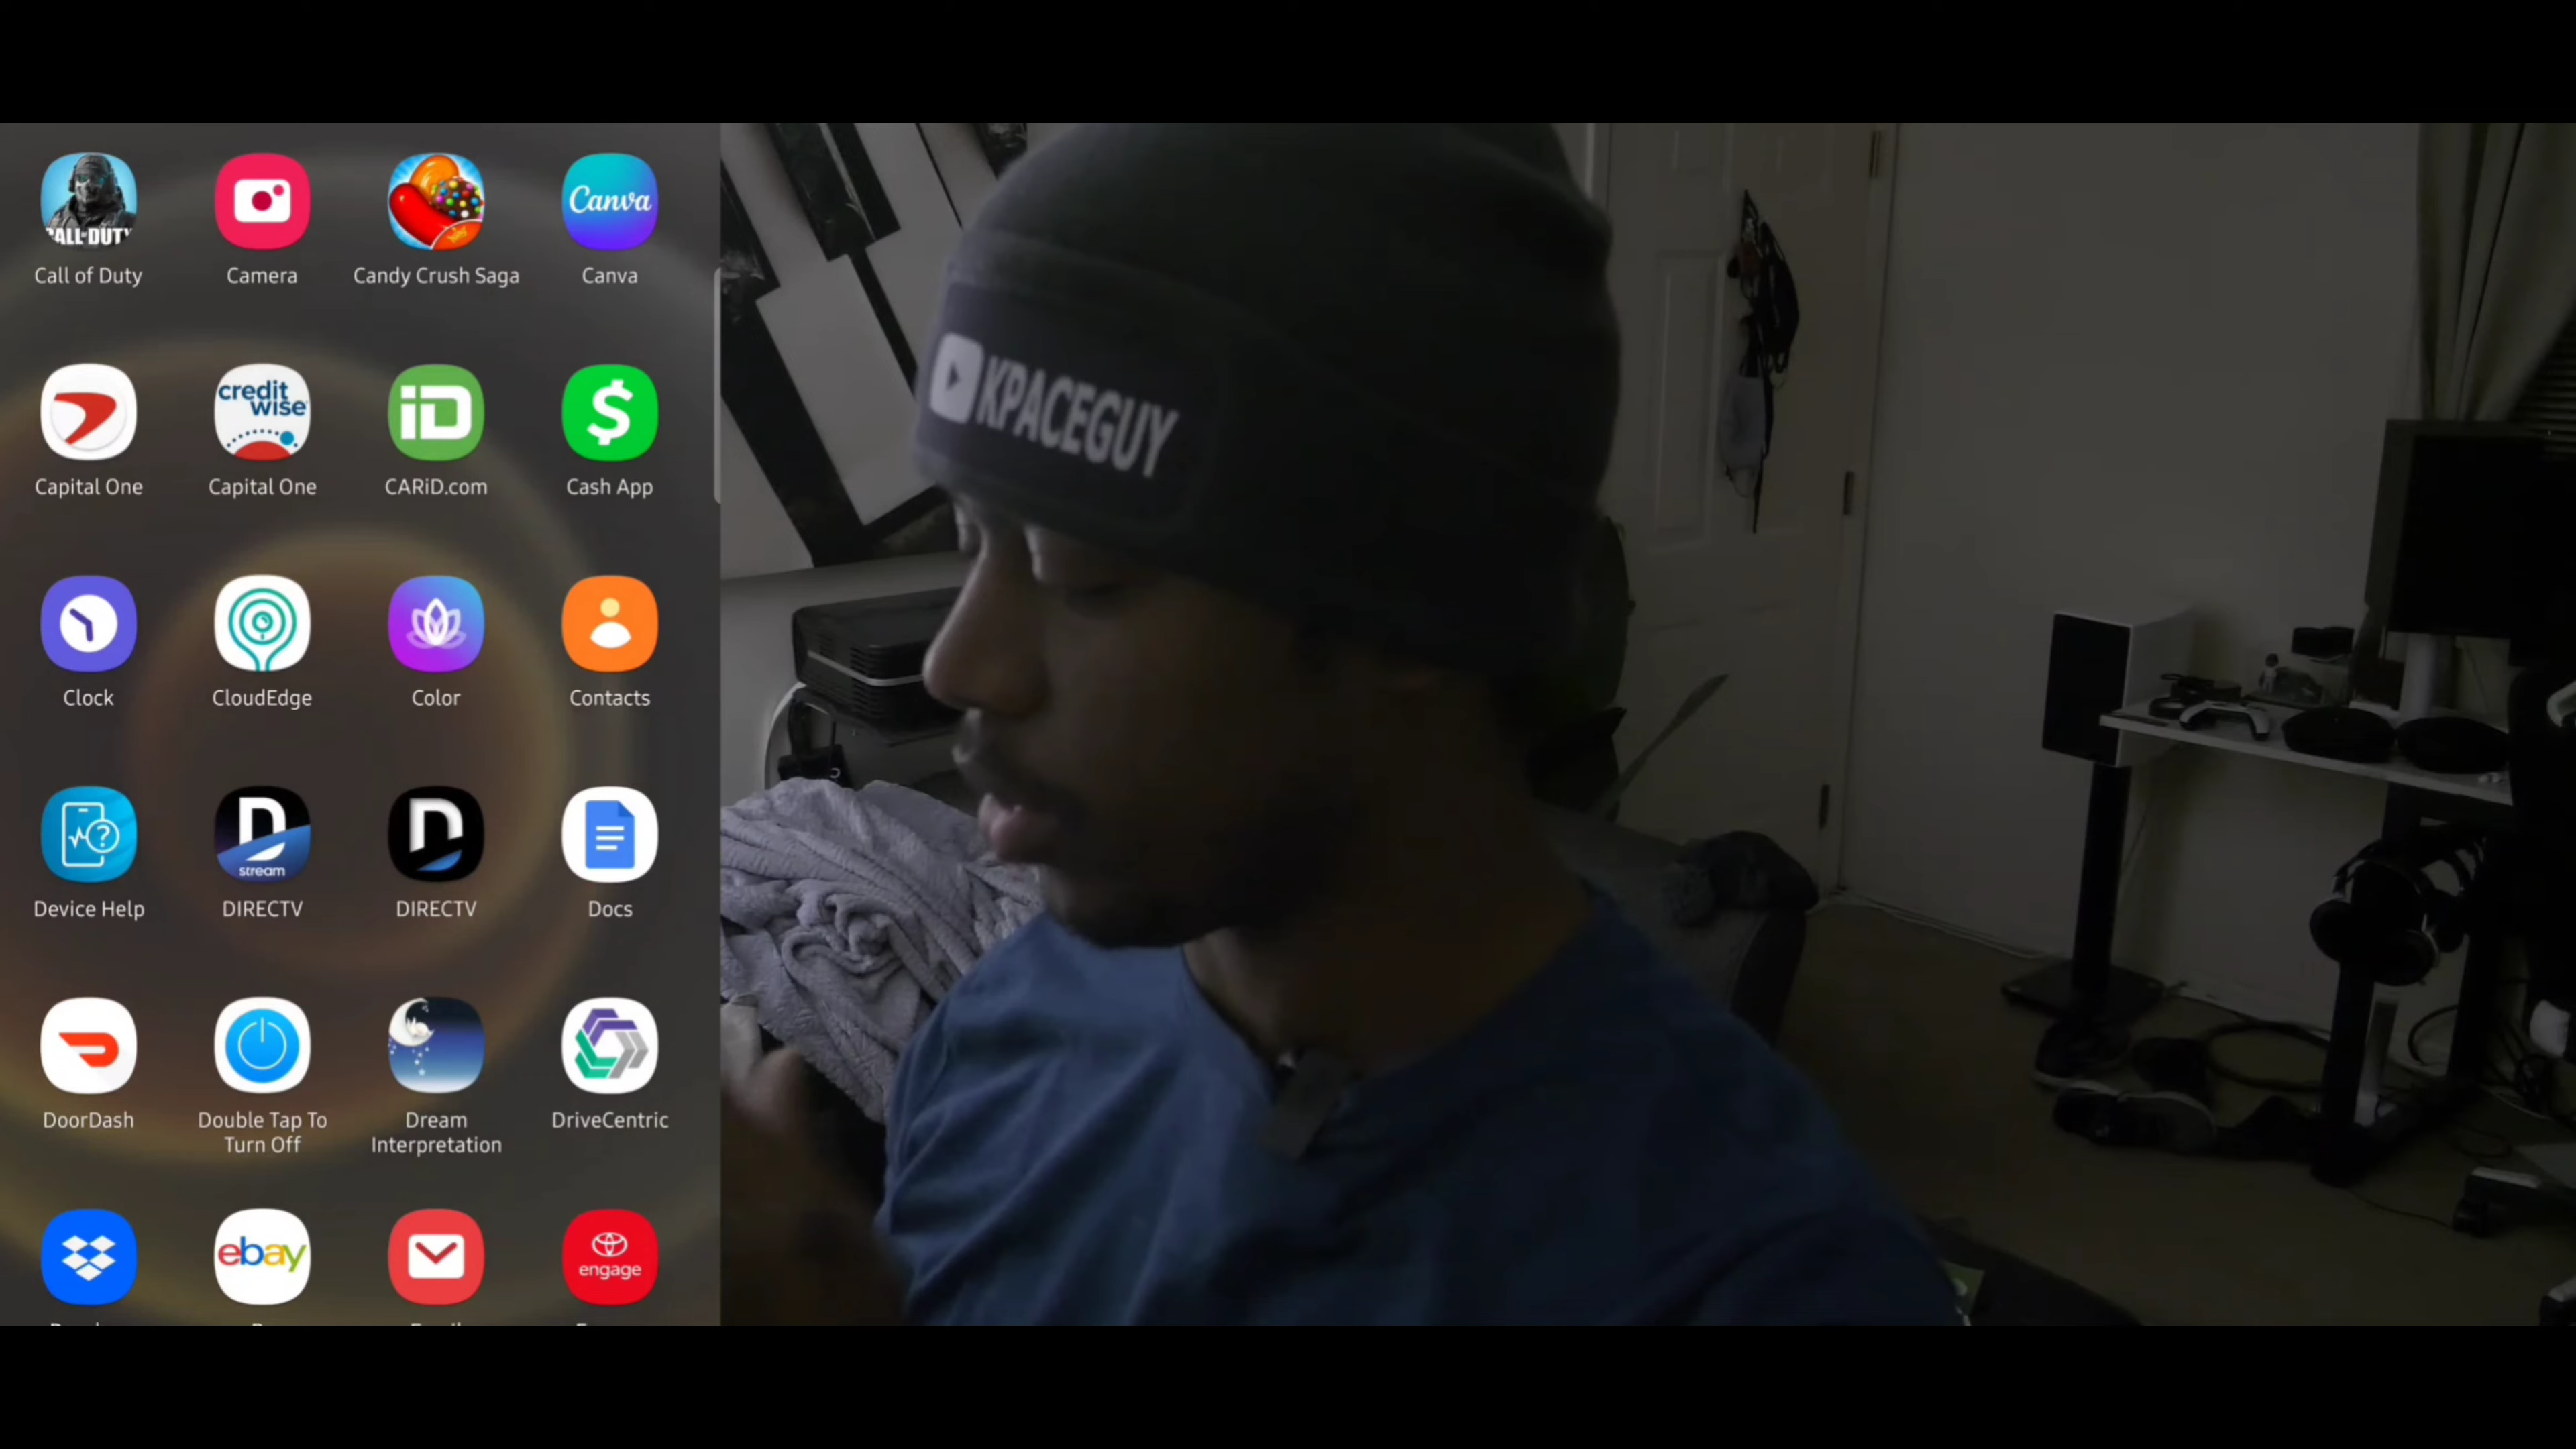 CALL OF DUTY
Canva
Call of Duty
Camera
Candy Crush Saga
Canva
credit
wise
iD
$
Capital One
Capital One
CARiD.com
Cash App
Clock
CloudEdge
Color
Contacts
?
D
stream
D
Device Help
DIRECTV
DIRECTV
Docs
DoorDash
Double Tap To
Turn Off
Dream
Interpretation
DriveCentric
ebay
engage
KPACEGUY